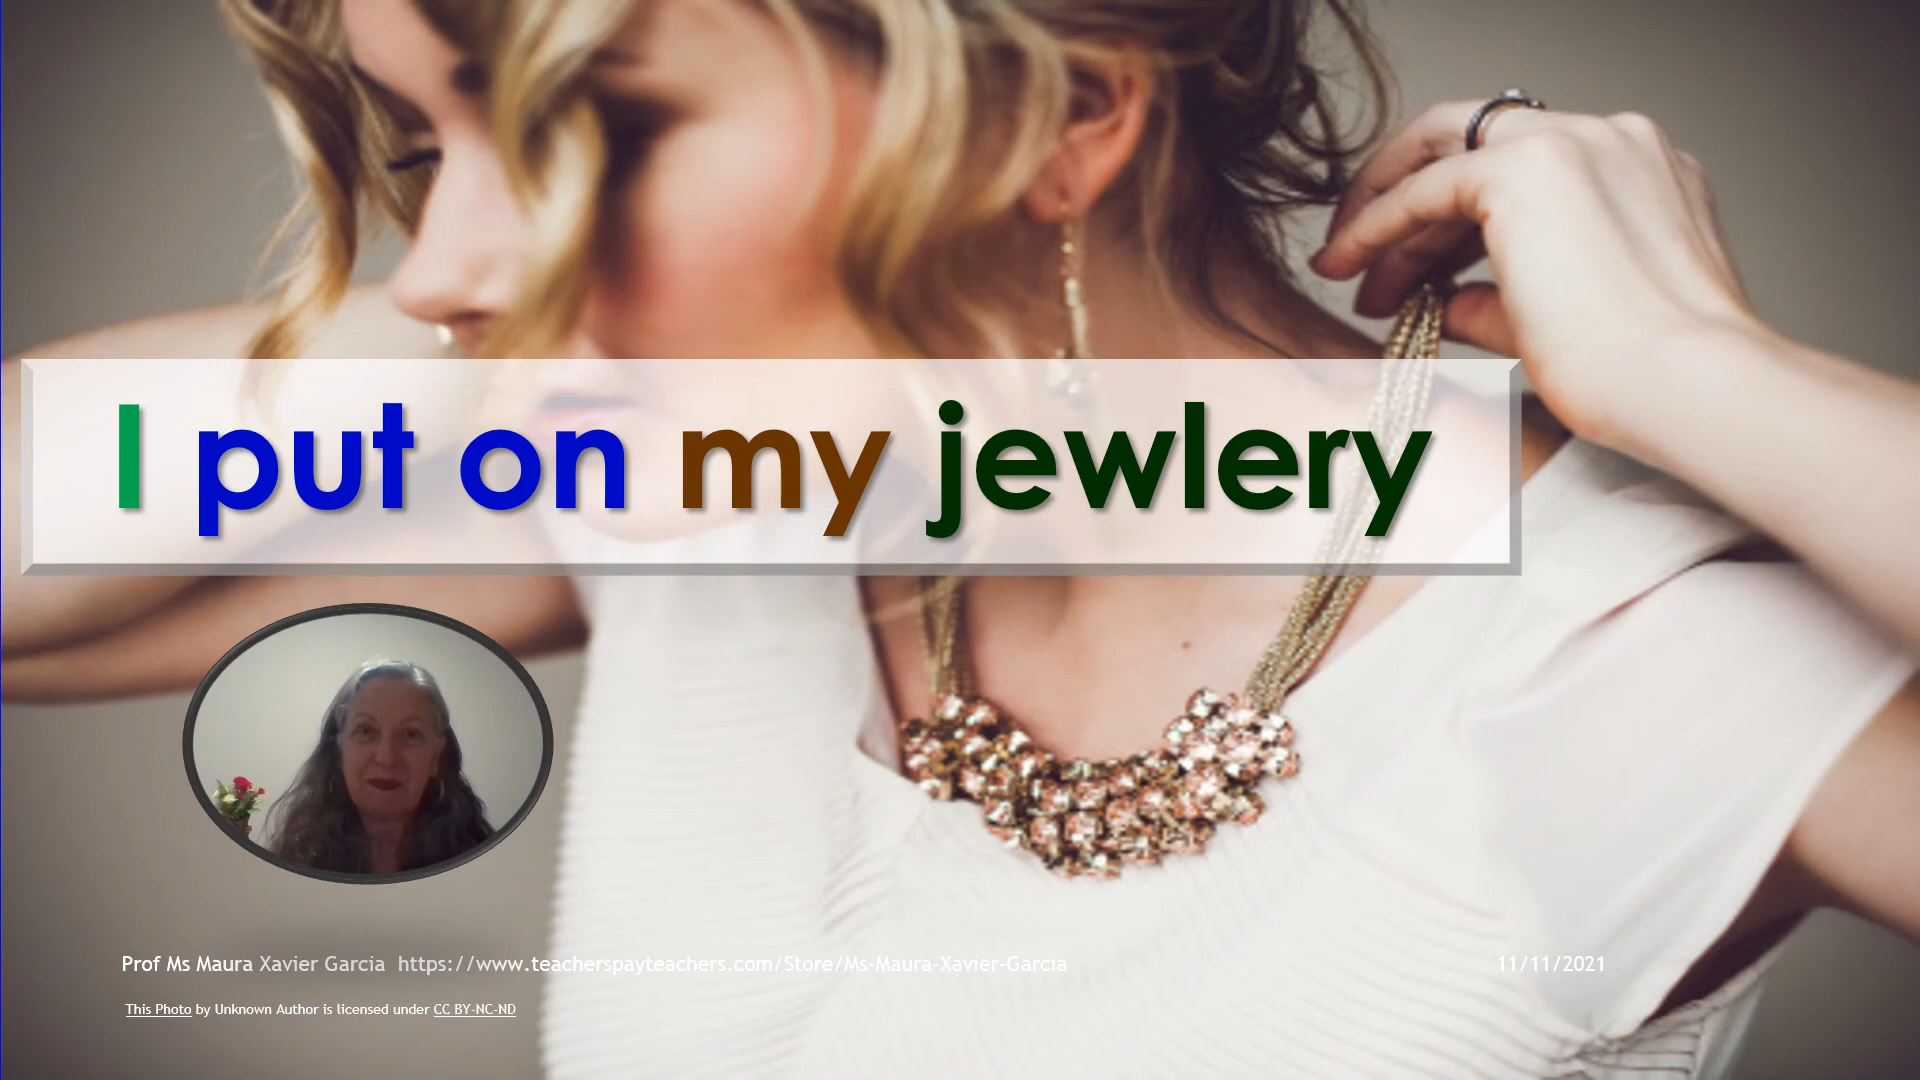 I put on my jewlery
Prof Ms Maura Xavier Garcia https://www.teacherspayteachers.com/Store/Ms-Maura-Xavier-Garcia 11/11/2021
This Photo by Unknown Author is licensed under CC BY-NC-ND